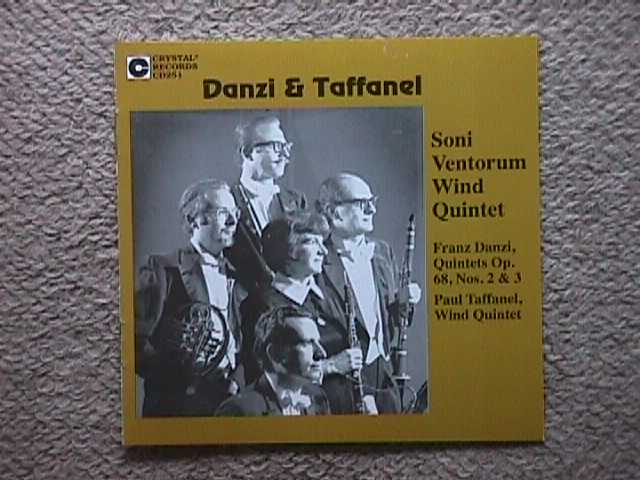 CRYSTAL®
RECORDS
CD251
Danzi & Taffanel
Soni
Ventorum
Wind
Quintet
Franz Danzi,
Quintets Op.
68, Nos. 2 & 3
Paul Taffanel,
Wind Quintet